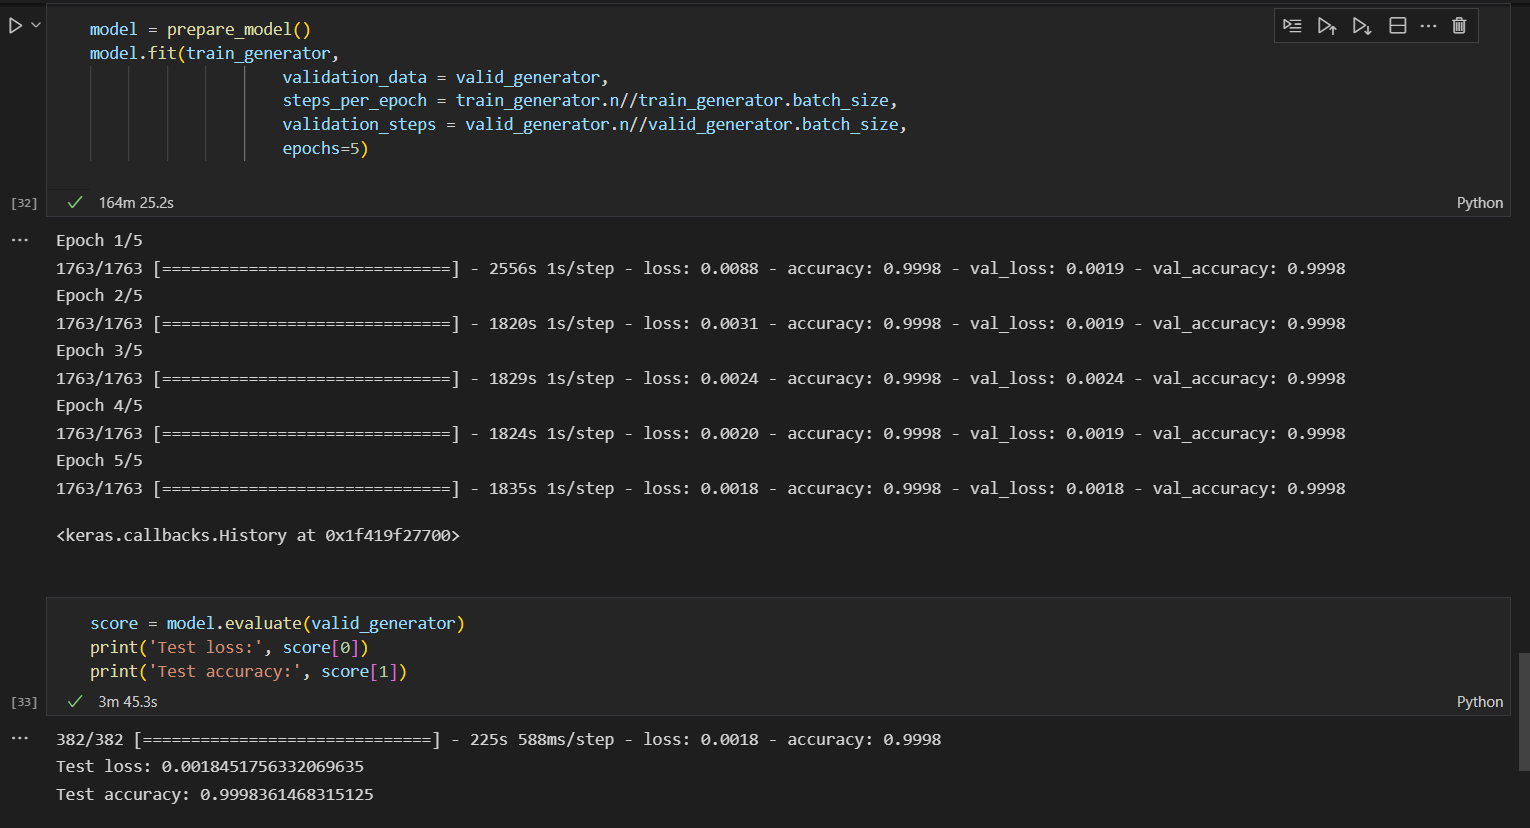 model = prepare_model()
model.fit(train_generator,
validation_data = valid_generator,
steps_per_epoch = train_generator.n//train_generator.batch_size,
validation_steps = valid_generator.n//valid_generator.batch_size,
epochs=5)
[32]
164m 25.2s
Python
Epoch 1/5
1763/1763 [==============================] - 2556s 1s/step - loss: 0.0088 - accuracy: 0.9998 - val_loss: 0.0019 - val_accuracy: 0.9998
Epoch 2/5
1763/1763 [==============================] - 1820s 1s/step - loss: 0.0031 - accuracy: 0.9998 - val_loss: 0.0019 - val_accuracy: 0.9998
Epoch 3/5
1763/1763 [==============================] - 1829s 1s/step - loss: 0.0024 - accuracy: 0.9998 - val_loss: 0.0024 - val_accuracy: 0.9998
Epoch 4/5
1763/1763 [==============================] - 1824s 1s/step - loss: 0.0020 - accuracy: 0.9998 - val_loss: 0.0019 - val_accuracy: 0.9998
Epoch 5/5
1763/1763 [==============================] - 1835s 1s/step - loss: 0.0018 - accuracy: 0.9998 - val_loss: 0.0018 - val_accuracy: 0.9998
<keras.callbacks.History at 0x1f419f27700>
score = model.evaluate(valid_generator)
print('Test loss:', score[0])
print('Test accuracy:', score[1])
[33]
3m 45.3s
Python
382/382 [==============================] - 225s 588ms/step - loss: 0.0018 - accuracy: 0.9998
Test loss: 0.0018451756332069635
Test accuracy: 0.9998361468315125